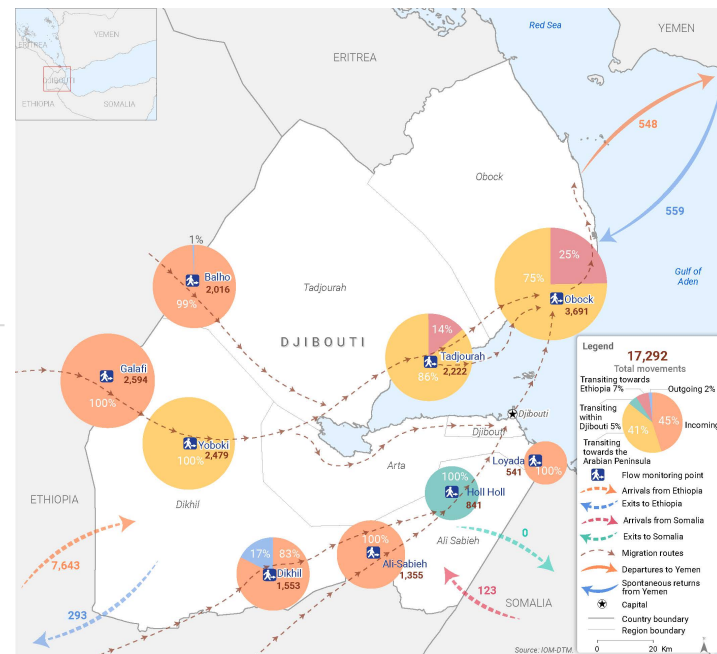 Red Sea
YEMEN
YEMEN
ERITREA
DJIBOUTI
ETHIOPIA
SOMALIA
ERITREA
548
559
Obock
Gulf of
Aden
1%
Balho
2,016
99%
Tadjourah
DJIBOUTI
25%
75%
Obock
3,691
14%
Tadjourah
2,222
86%
Galafi
2,594
100%
Yoboki
2,479
100%
Dikhil
ETHIOPIA
7,643
293
Arta
Djibouti
Djibouti
Loyada
541
100%
100%
Holl Holl
841
Ali Sabieh
0
100%
Ali-Sabieh
1,355
17%
83%
Dikhil
1,553
123
SOMALIA
Source: IOM-DTM.
Legend
17,292
Total movements
Transiting towards
Ethiopia 7%
Outgoing 2%
Transiting
within
Djibouti 5%
45%
Incoming
41%
Transiting
towards the
Arabian Peninsula
Flow monitoring point
Arrivals from Ethiopia
Exits to Ethiopia
Arrivals from Somalia
Exits to Somalia
Migration routes
Departures to Yemen
Spontaneous returns
from Yemen
Capital
Country boundary
Region boundary
0 20 Km